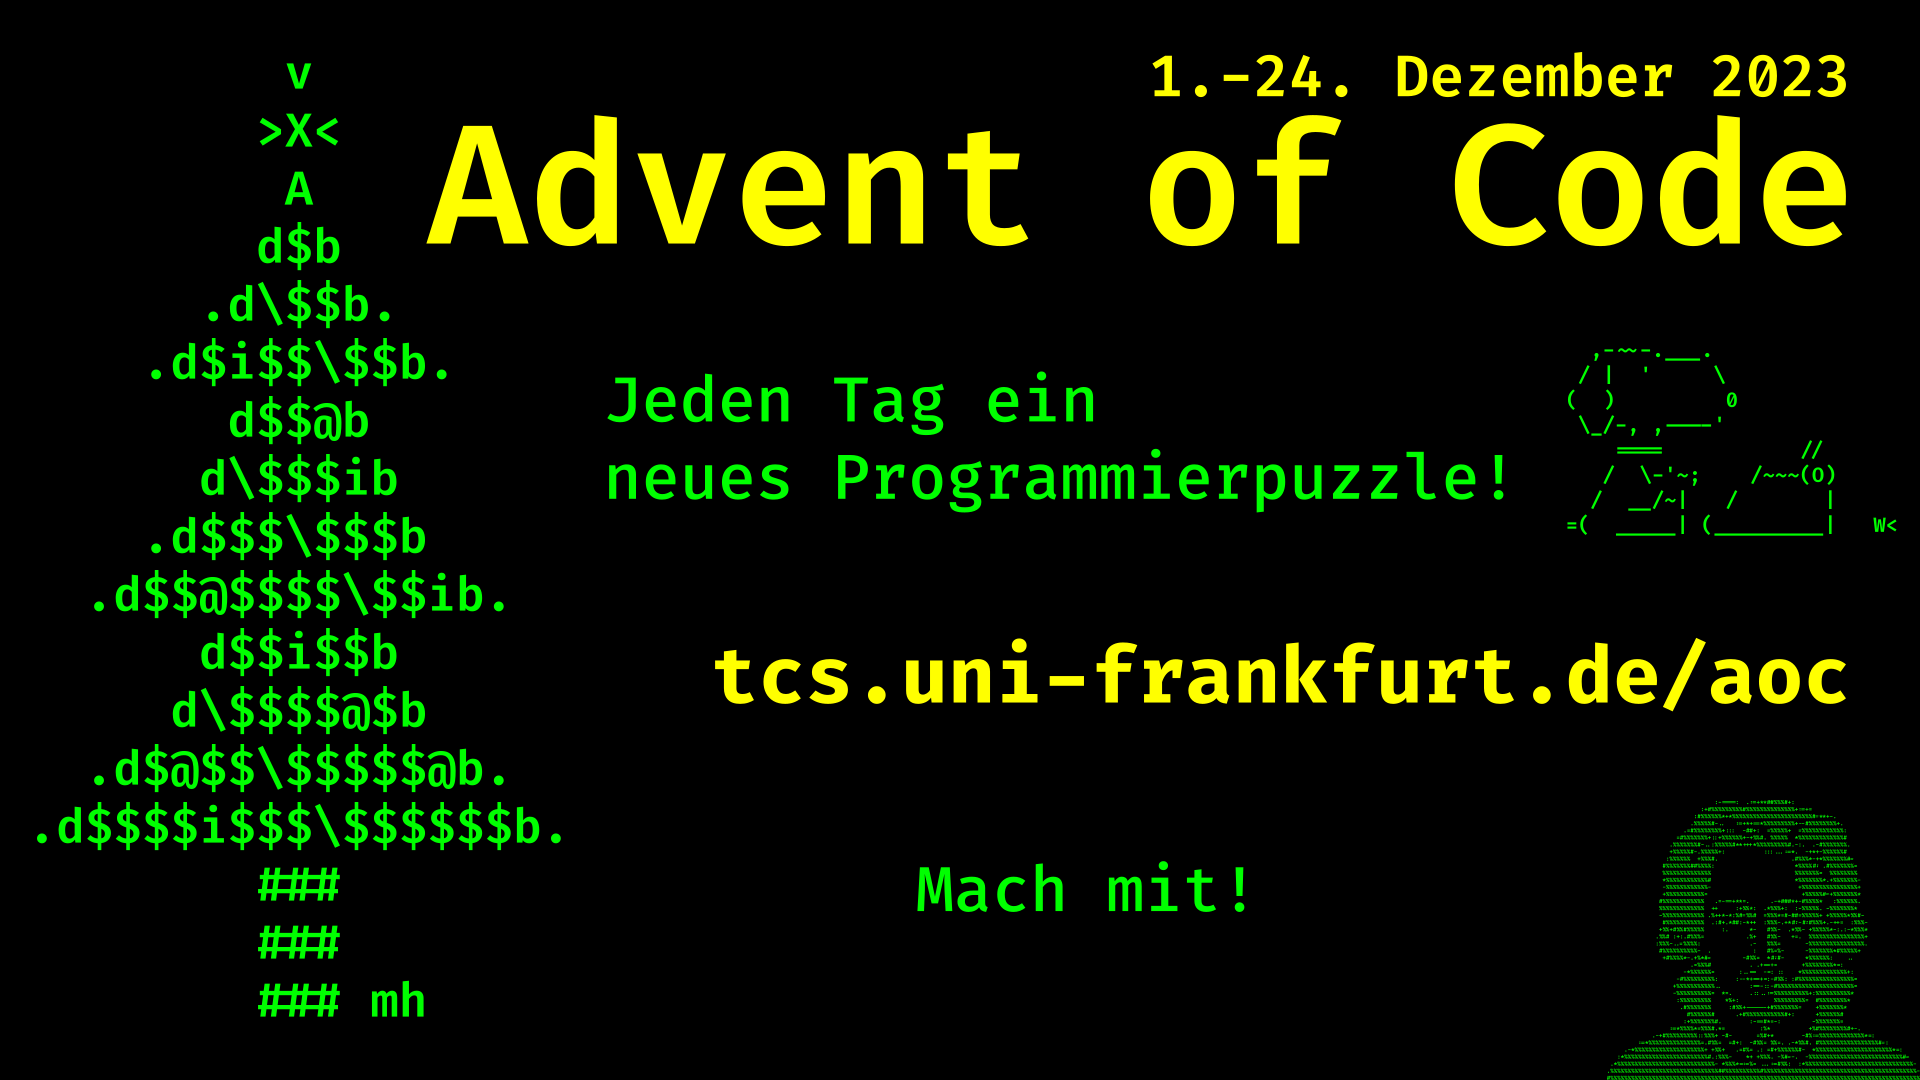 1.-24. Dezember 2023
Advent of Code
Jeden Tag ein
neues Programmierpuzzle!
tcs.uni-frankfurt.de/aoc
Mach mit!
v
>X<
A
d$b
.d\$$b.
.d$i$$\$$b.
d$$@b
d\$$$ib
.d$$$\$$$b
.d$$@$$$$\$$ib.
d$$i$$b
d\$$$$@$b
.d$@$$\$$$$$@b.
.d$$$$i$$$\$$$$$$b.
###
###
### mh